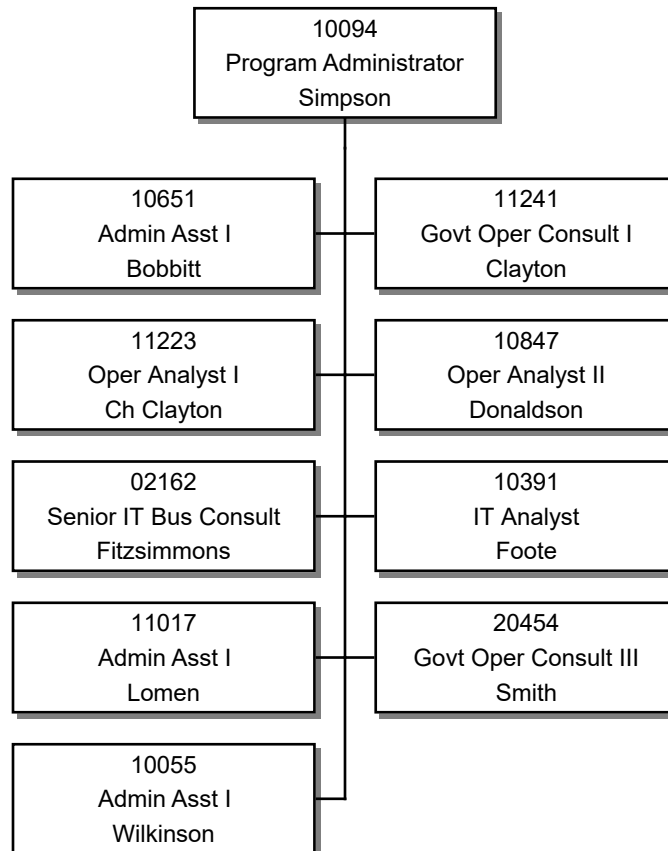 10094
Program Administrator
Simpson
10651
Admin Asst I
Bobbitt
11241
Govt Oper Consult I
Clayton
11223
Oper Analyst I
Ch Clayton
10847
Oper Analyst II
Donaldson
02162
Senior IT Bus Consult
Fitzsimmons
10391
IT Analyst
Foote
11017
Admin Asst I
Lomen
20454
Govt Oper Consult III
Smith
10055
Admin Asst I
Wilkinson